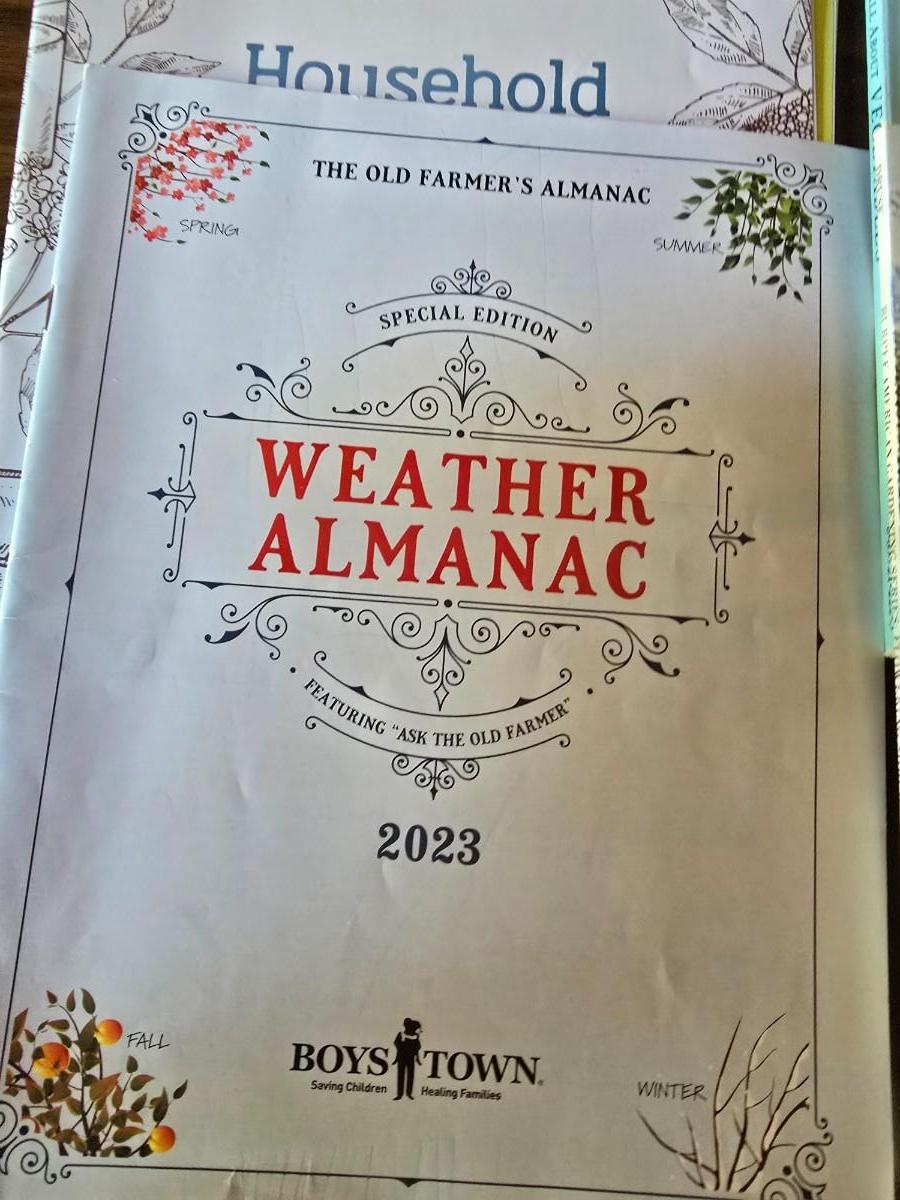 Household
THE OLD FARMER'S ALMANAC
SPRING
SUMMER
SPECIAL EDITION
WEATHER
ALMANAC
FEATURING "ASK THE OLD FARMER"
2023
FALL
BOYS TOWN®
Saving Children Healing Families
WINTER